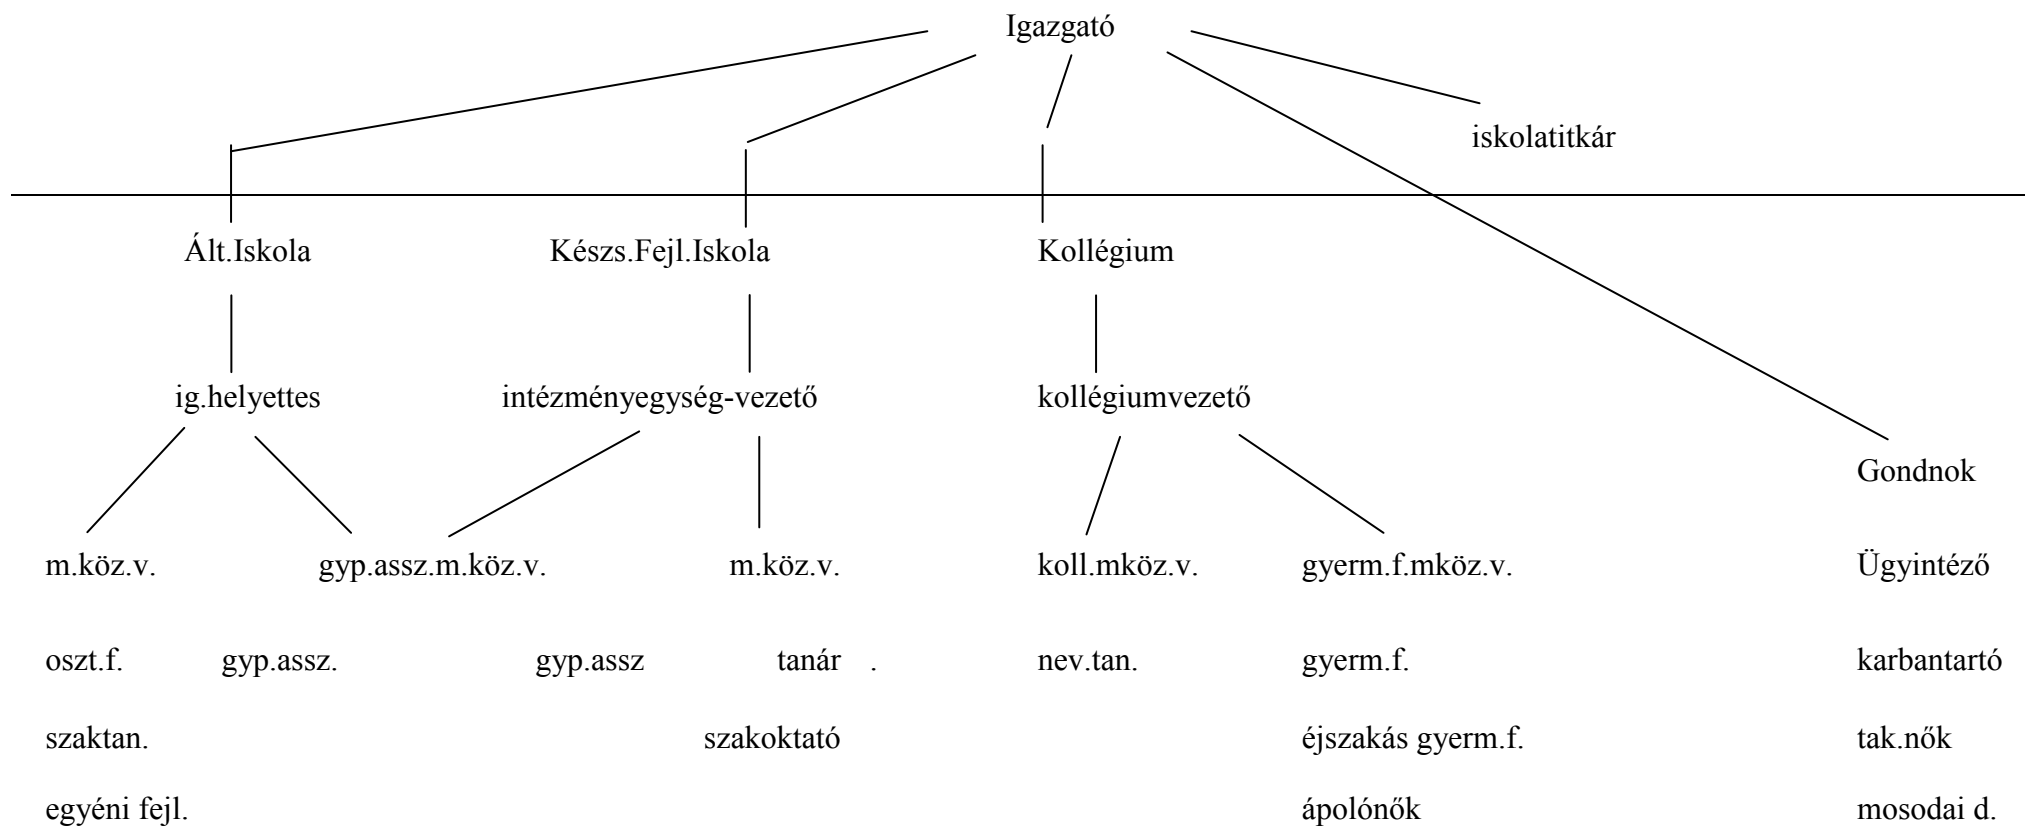 Igazgató
iskolatitkár
Ált.Iskola Készs.Fejl.Iskola Kollégium
ig.helyettes intézményegység-vezető kollégiumvezető
Gondnok
m.köz.v. gyp.assz.m.köz.v. m.köz.v. koll.mköz.v. gyerm.f.mköz.v. Ügyintéző
oszt.f. gyp.assz. gyp.assz tanár . nev.tan. gyerm.f. karbantartó
szaktan. szakoktató éjszakás gyerm.f. tak.nők
egyéni fejl. ápolónők mosodai d.